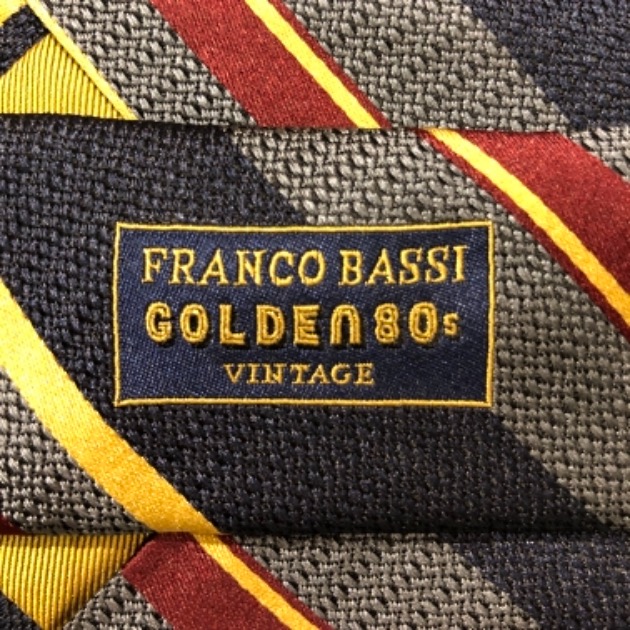 FRANCO BASSI
GOLDEN 80s
VINTAGE